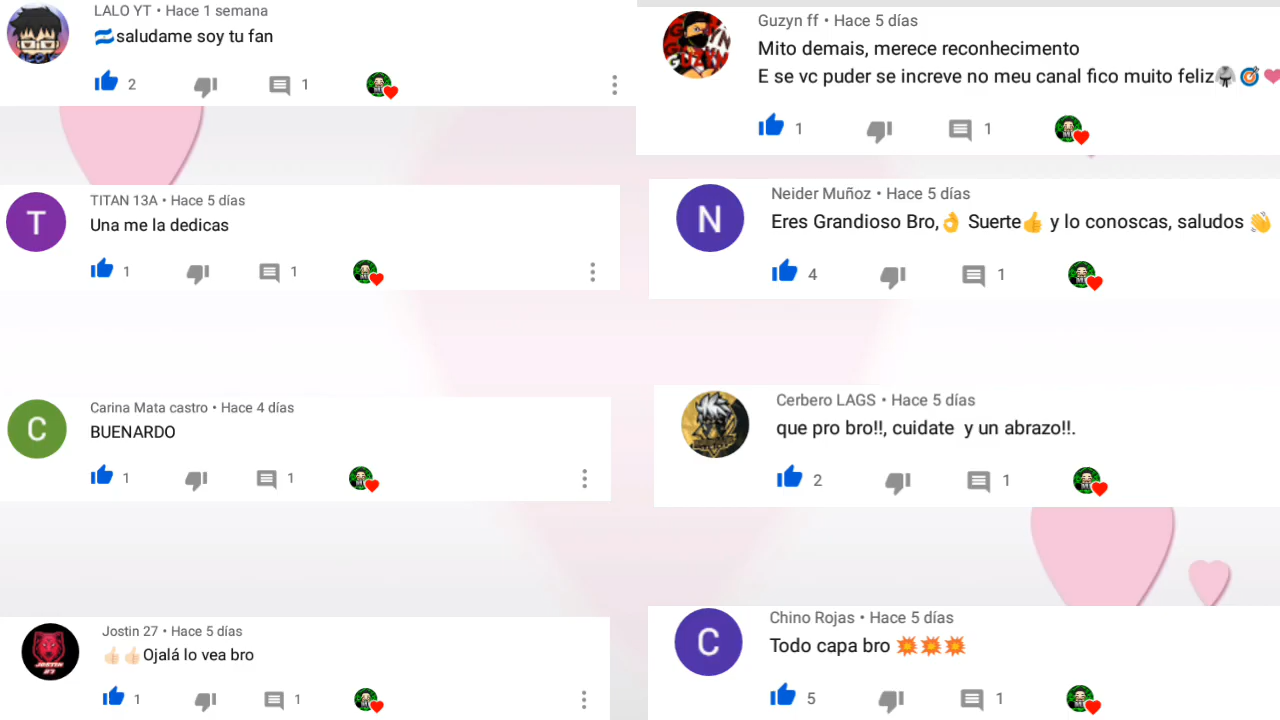 LALO YT • Hace 1 semana
🇭🇳saludame soy tu fan
2
1
TITAN 13A • Hace 5 días
Una me la dedicas
1
1
Carina Mata castro • Hace 4 días
BUENARDO
1
1
Jostin 27 • Hace 5 días
👍🏻👍🏻Ojalá lo vea bro
1
1
Guzyn ff • Hace 5 días
Mito demais, merece reconhecimento
E se vc puder se increve no meu canal fico muito feliz🥋🎯❤
1
1
Neider Muñoz • Hace 5 días
Eres Grandioso Bro,👌 Suerte👍 y lo conoscas, saludos 👋
4
1
Cerbero LAGS • Hace 5 días
que pro bro!!, cuidate y un abrazo!!.
2
1
Chino Rojas • Hace 5 días
Todo capa bro 💥💥💥
5
1
T
C
N
C
JOSTIN
#7